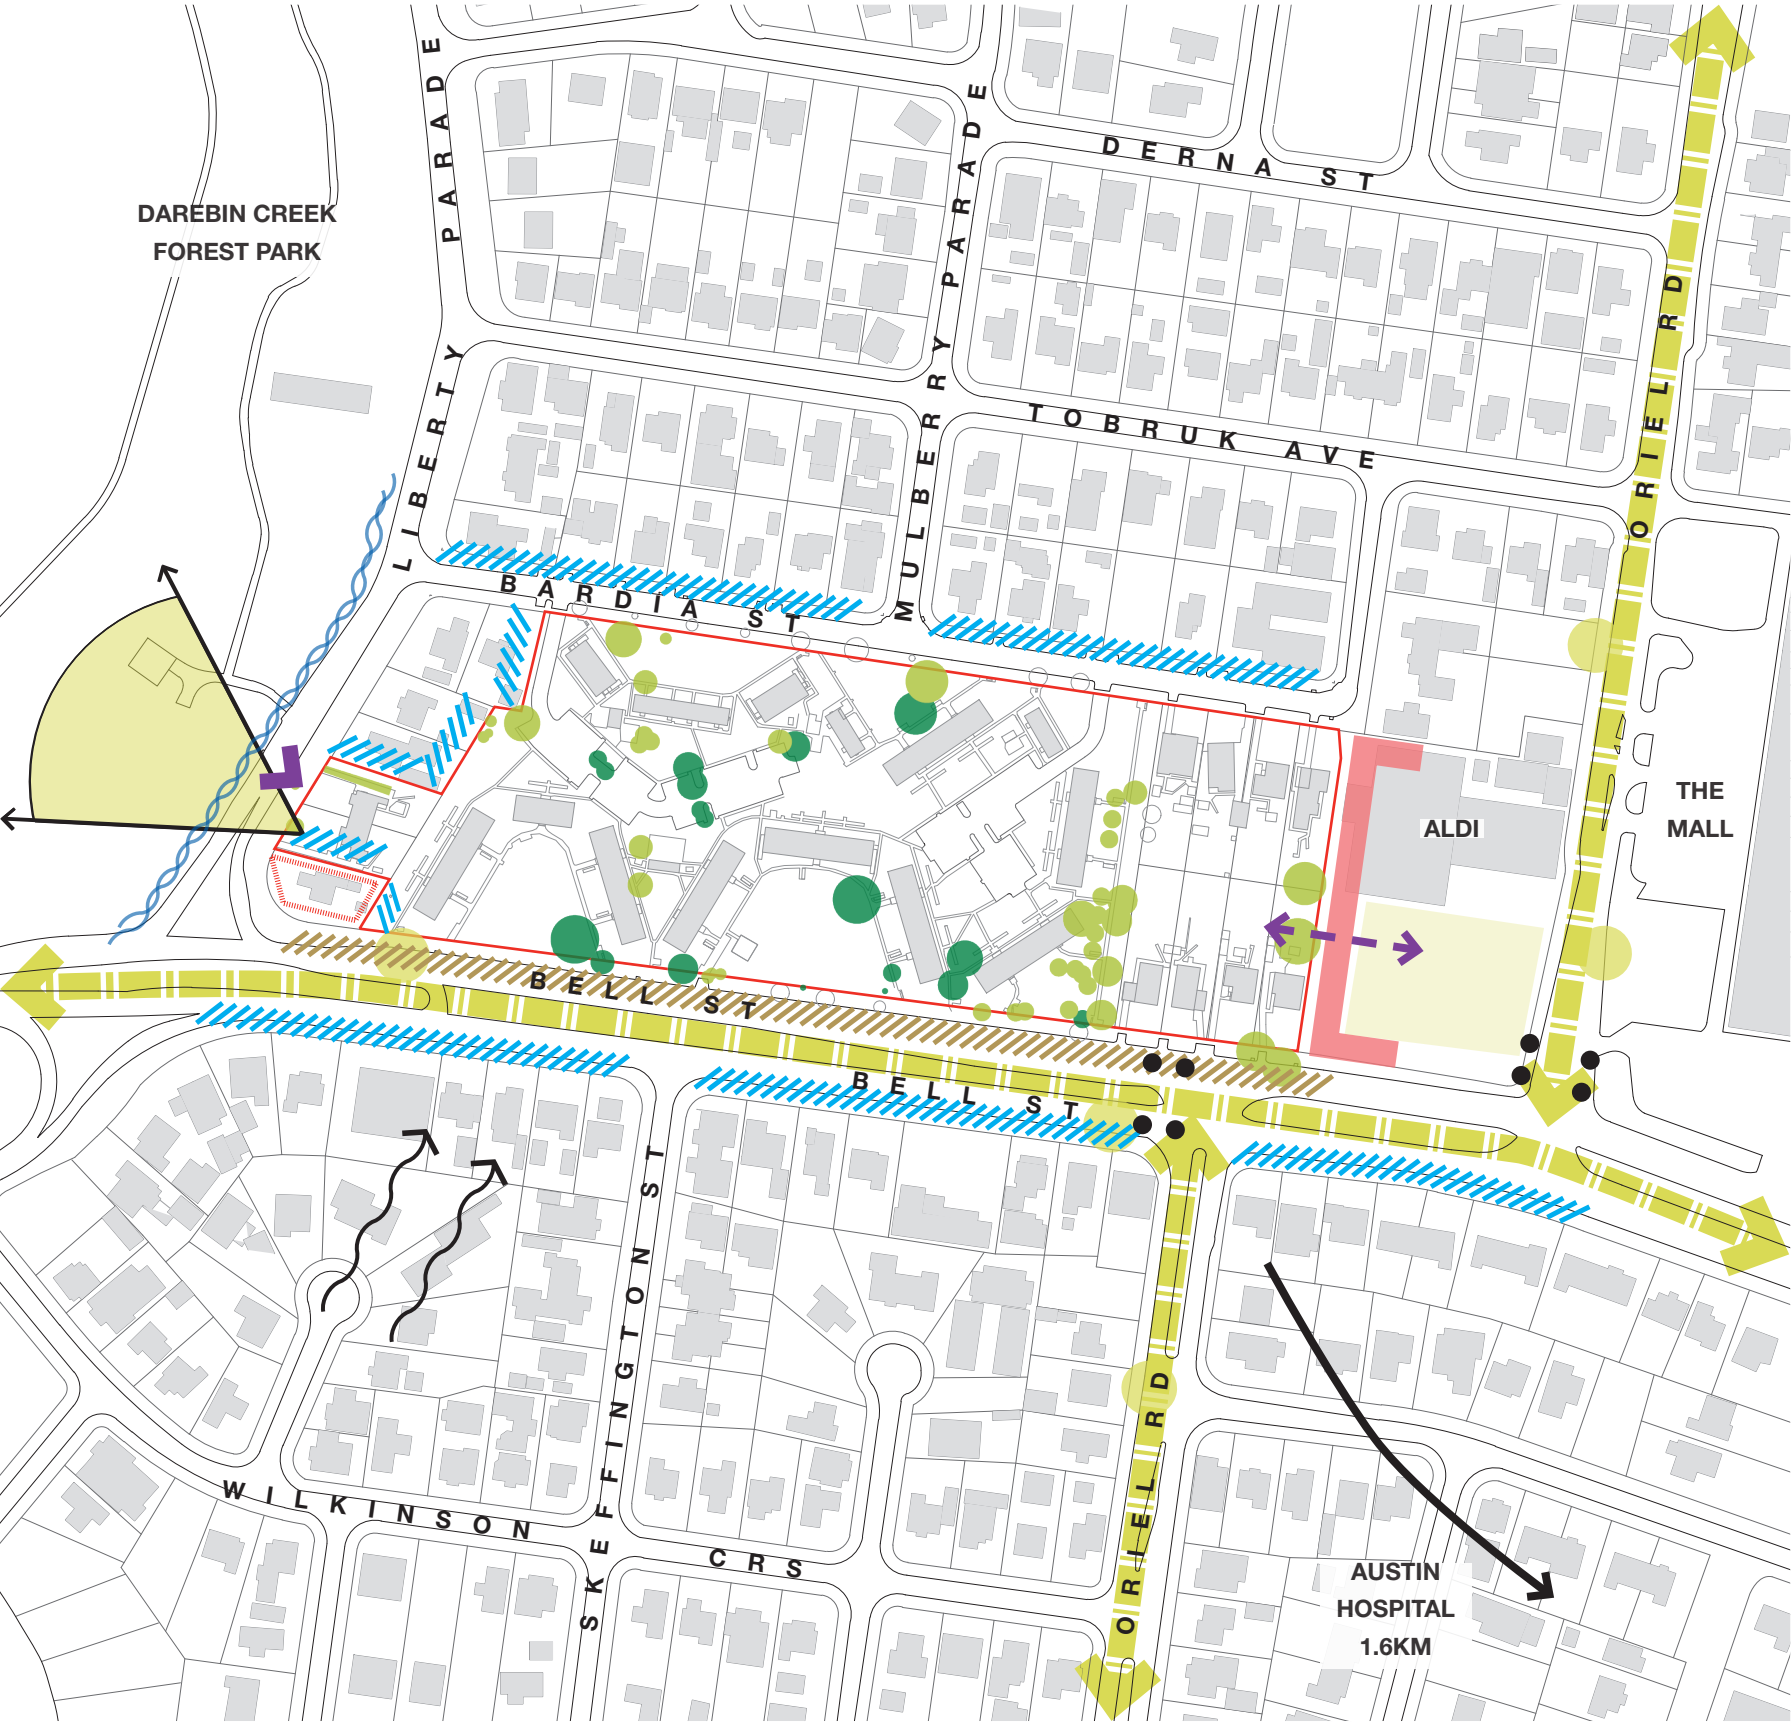 DERNA ST
DAREBIN CREEK
FOREST PARK
LIBERTY PARADE
MULBERRY PARADE
ORIEL RD
TOBRUK AVE
BARDIA ST
THE
MALL
ALDI
BELL ST
BELL ST
SKEFFINGTON ST
ORIEL RD
WILKINSON CRS
AUSTIN
HOSPITAL
1.6KM